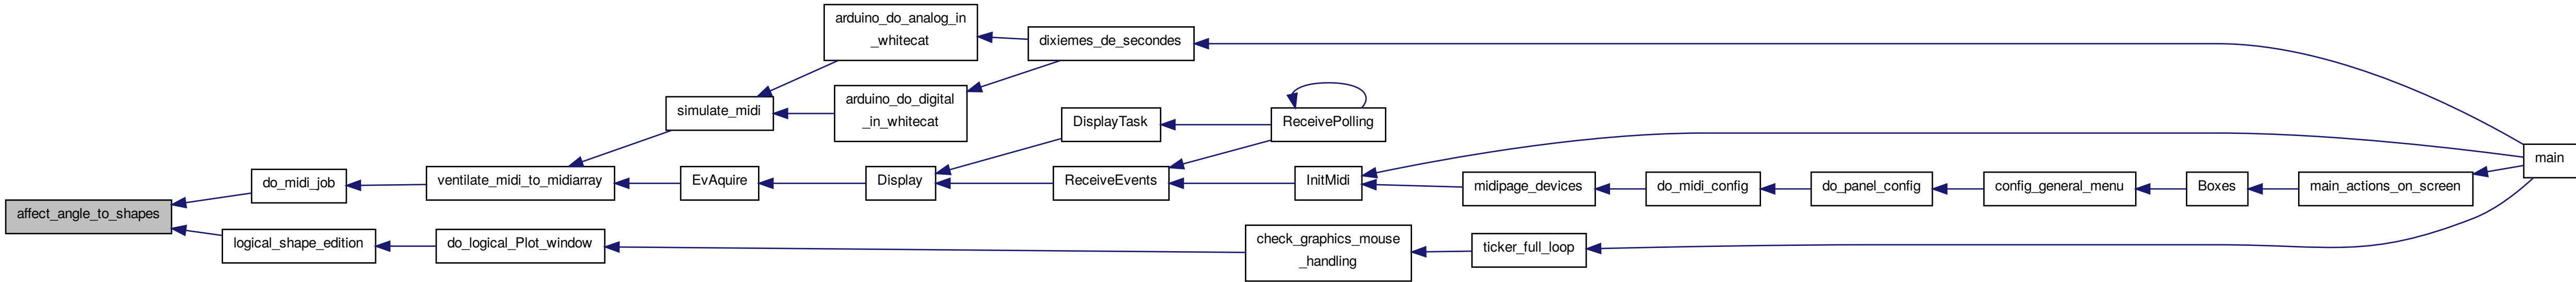 arduino_do_analog_in
_whitecat
dixiemes_de_secondes
arduino_do_digital
_in_whitecat
simulate_midi
DisplayTask
ReceivePolling
main
do_midi_job
ventilate_midi_to_midiarray
EvAquire
Display
ReceiveEvents
InitMidi
midipage_devices
do_midi_config
do_panel_config
config_general_menu
Boxes
main_actions_on_screen
affect_angle_to_shapes
logical_shape_edition
do_logical_Plot_window
check_graphics_mouse
_handling
ticker_full_loop